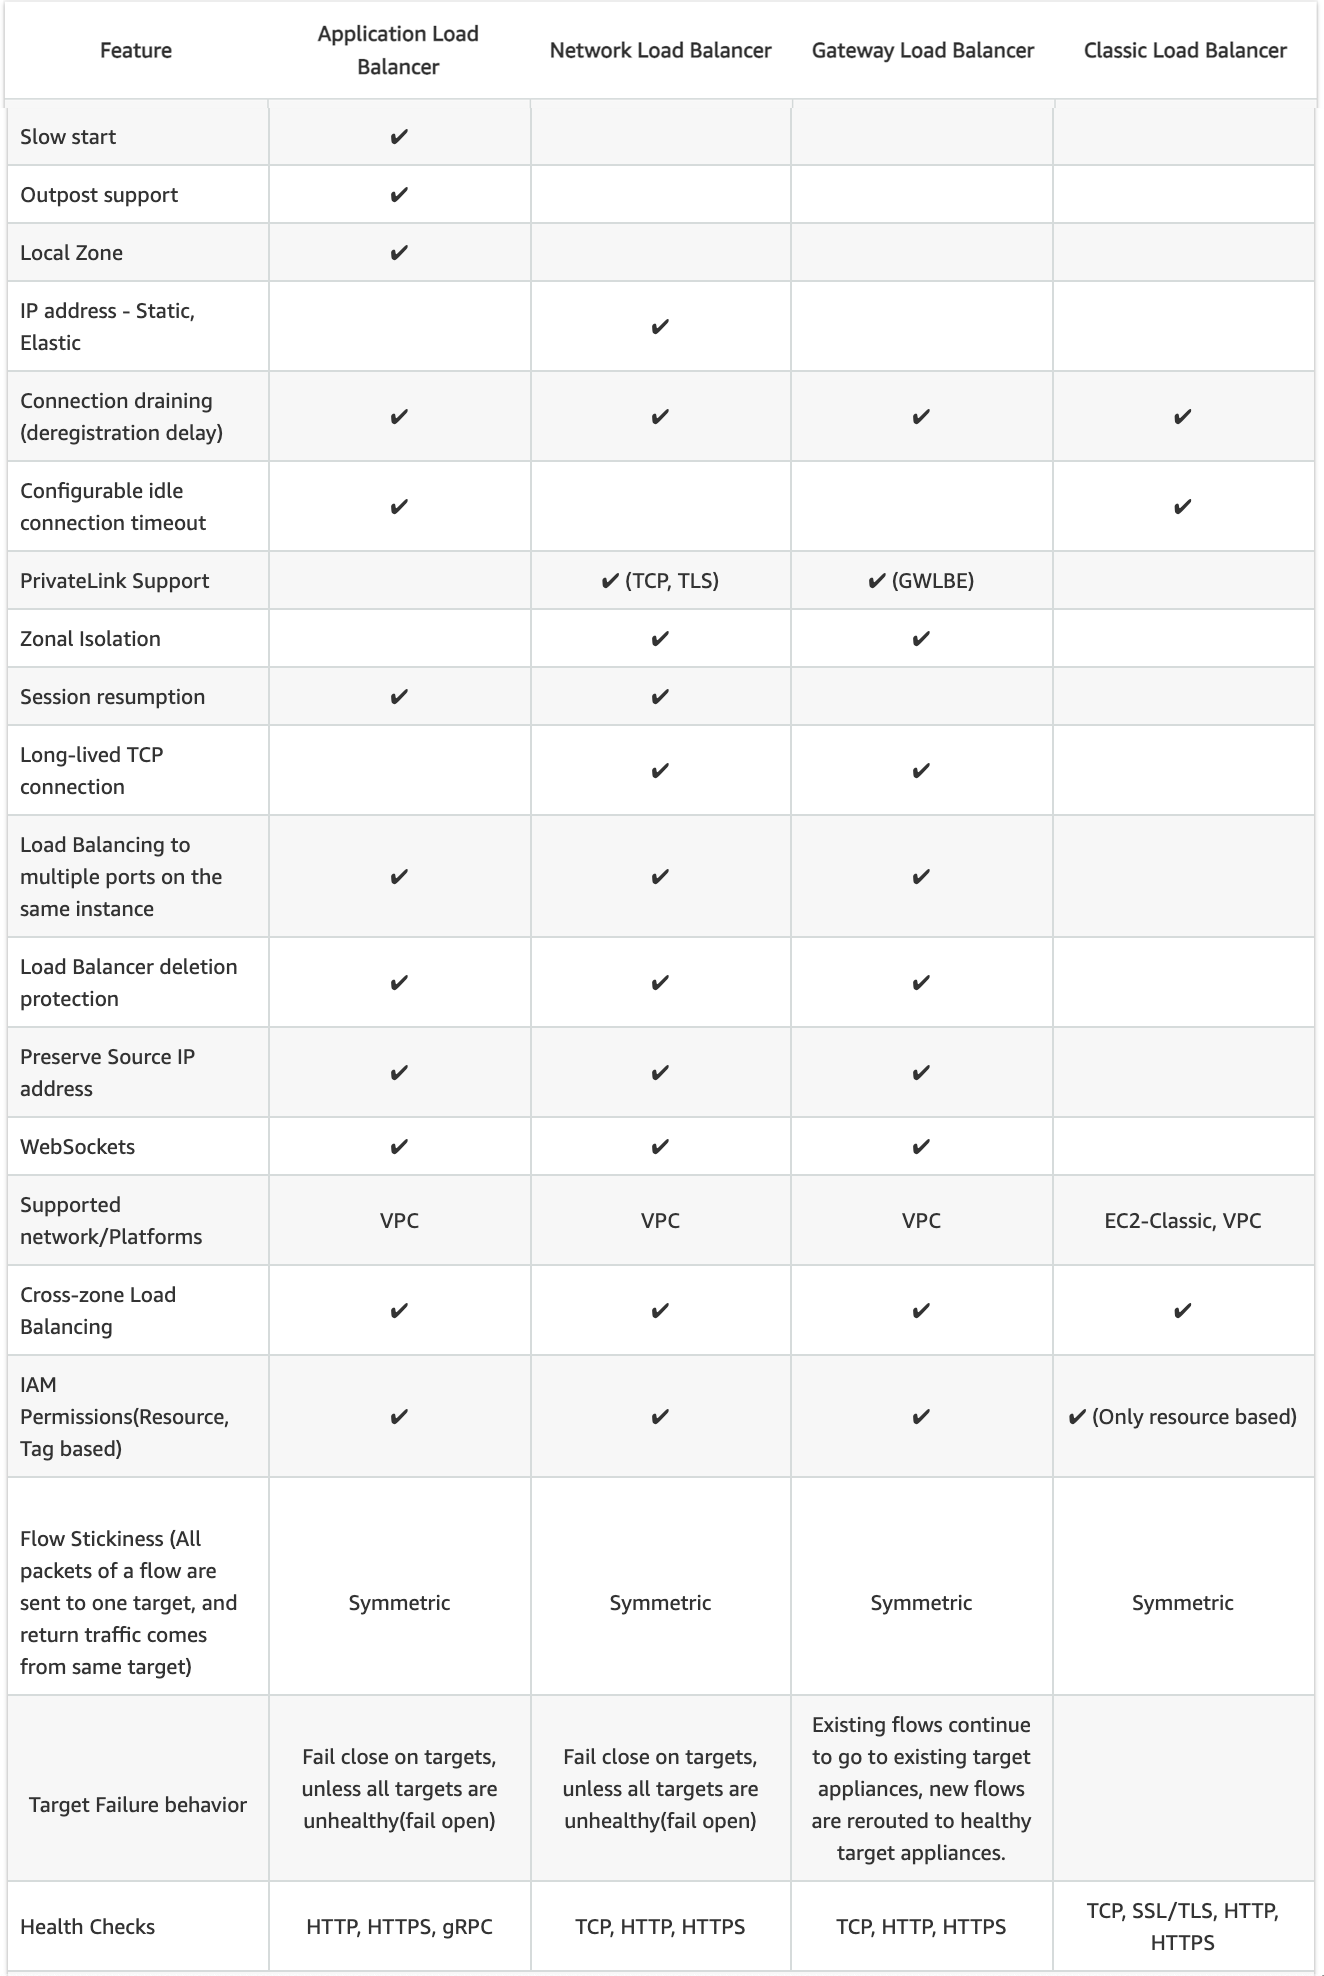 Feature
Application Load
Balancer
Network Load Balancer
Gateway Load Balancer
Classic Load Balancer
Slow start
✔
Outpost support
✔
Local Zone
✔
IP address - Static,
Elastic
✔
Connection draining
(deregistration delay)
✔
✔
✔
✔
Configurable idle
connection timeout
✔
✔
PrivateLink Support
✔ (TCP, TLS)
✔ (GWLBE)
Zonal Isolation
✔
✔
Session resumption
✔
✔
Long-lived TCP
connection
✔
✔
Load Balancing to
multiple ports on the
same instance
✔
✔
✔
Load Balancer deletion
protection
✔
✔
✔
Preserve Source IP
address
✔
✔
✔
WebSockets
✔
✔
✔
Supported
network/Platforms
VPC
VPC
VPC
EC2-Classic, VPC
Cross-zone Load
Balancing
✔
✔
✔
✔
IAM
Permissions(Resource,
Tag based)
✔
✔
✔
✔ (Only resource based)
Flow Stickiness (All
packets of a flow are
sent to one target, and
return traffic comes
from same target)
Symmetric
Symmetric
Symmetric
Symmetric
Target Failure behavior
Fail close on targets,
unless all targets are
unhealthy(fail open)
Fail close on targets,
unless all targets are
unhealthy(fail open)
Existing flows continue
to go to existing target
appliances, new flows
are rerouted to healthy
target appliances.
Health Checks
HTTP, HTTPS, gRPC
TCP, HTTP, HTTPS
TCP, HTTP, HTTPS
TCP, SSL/TLS, HTTP,
HTTPS